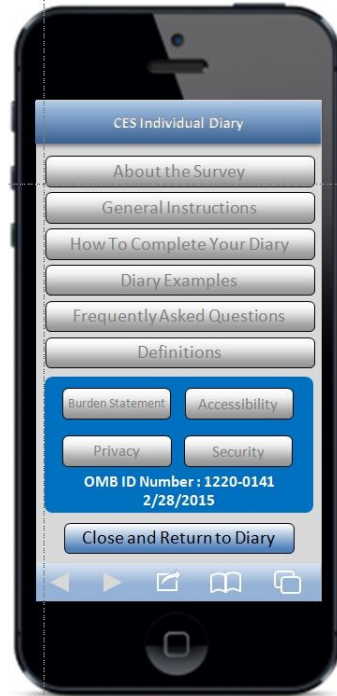 CES Individual Diary
About the Survey
General Instructions
How To Complete Your Diary
Diary Examples
Frequently Asked Questions
Definitions
Burden Statement Accessibility
Privacy Security
OMB ID Number : 1220-0141
2/28/2015
Close and Return to Diary